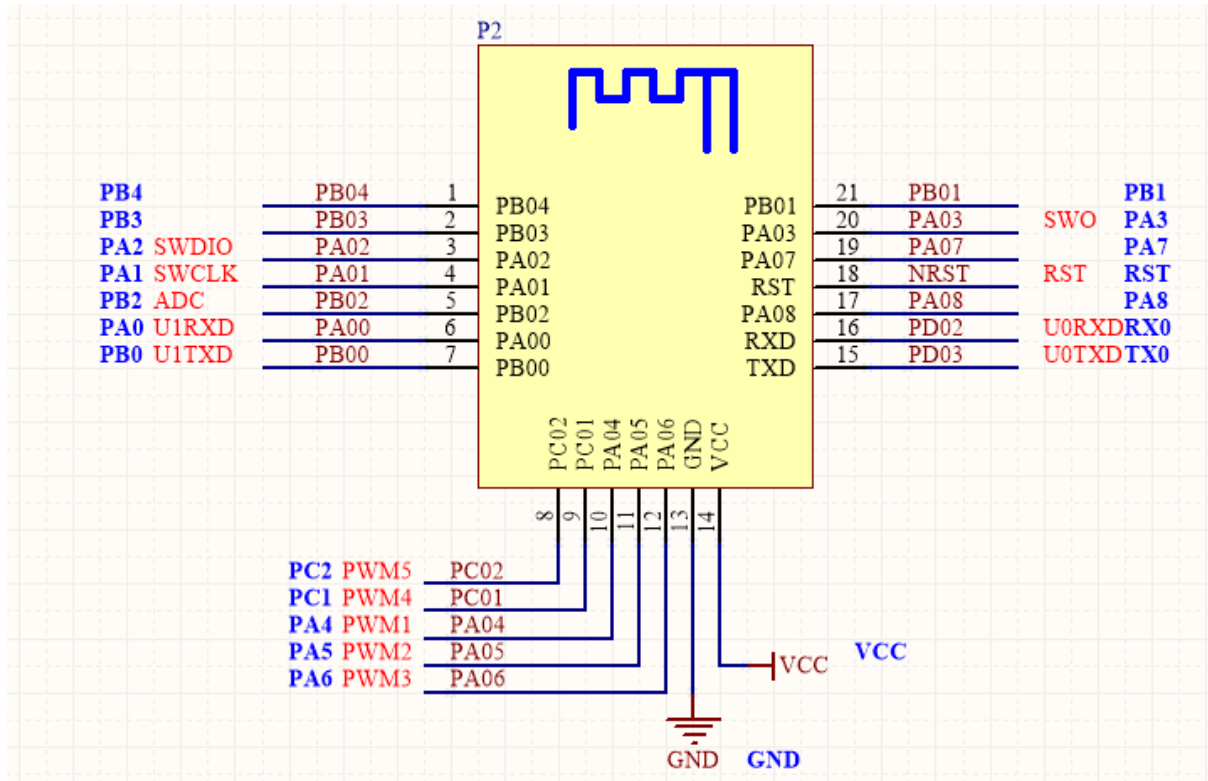 P2
PB4 PB04 1 PB04 PB01 21 PB01 PB1
PB3 PB03 2 PB03 PA03 20 PA03 SWO PA3
PA2 SWDIO PA02 3 PA02 PA07 19 PA07 PA7
PA1 SWCLK PA01 4 PA01 RST 18 NRST RST RST
PB2 ADC PB02 5 PB02 PA08 17 PA08 PA8
PA0 U1RXD PA00 6 PA00 RXD 16 PD02 U0RXD RX0
PB0 U1TXD PB00 7 PB00 TXD 15 PD03 U0TXD TX0
PC02 PC01 PA04 PA05 PA06 GND VCC
8 9 10 11 12 13 14
PC2 PWM5 PC02
PC1 PWM4 PC01
PA4 PWM1 PA04
PA5 PWM2 PA05 VCC VCC
PA6 PWM3 PA06
GND GND